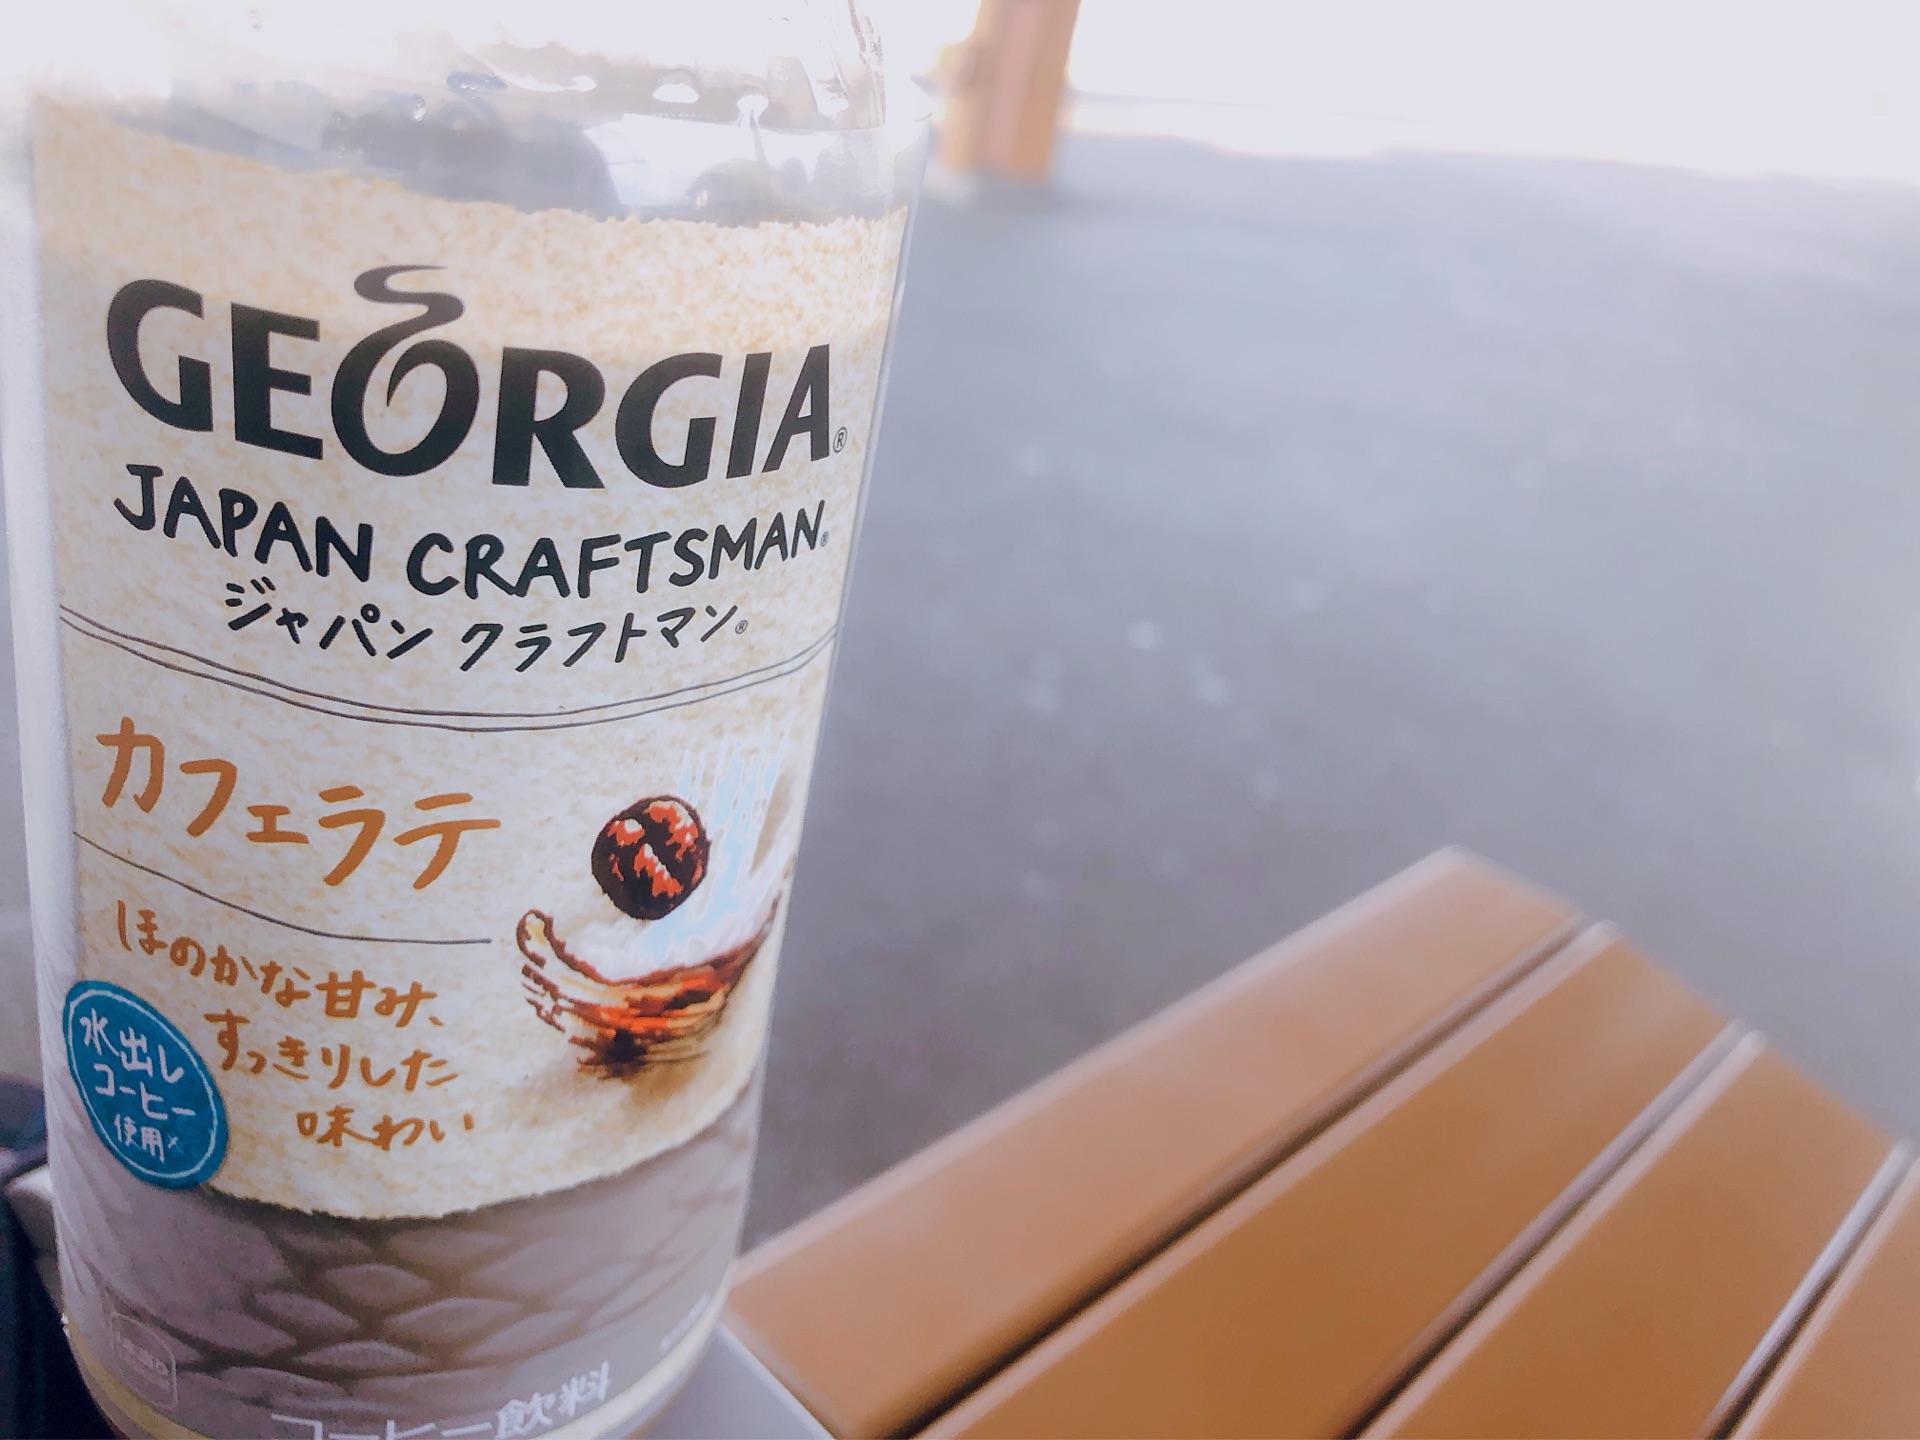 GEORGIA®
JAPAN CRAFTSMAN®
ジャパン クラフトマン®
カフェラテ
ほのかな甘み、
すっきりした
味わい
水出し
コーヒー
使用※
コーヒー飲料